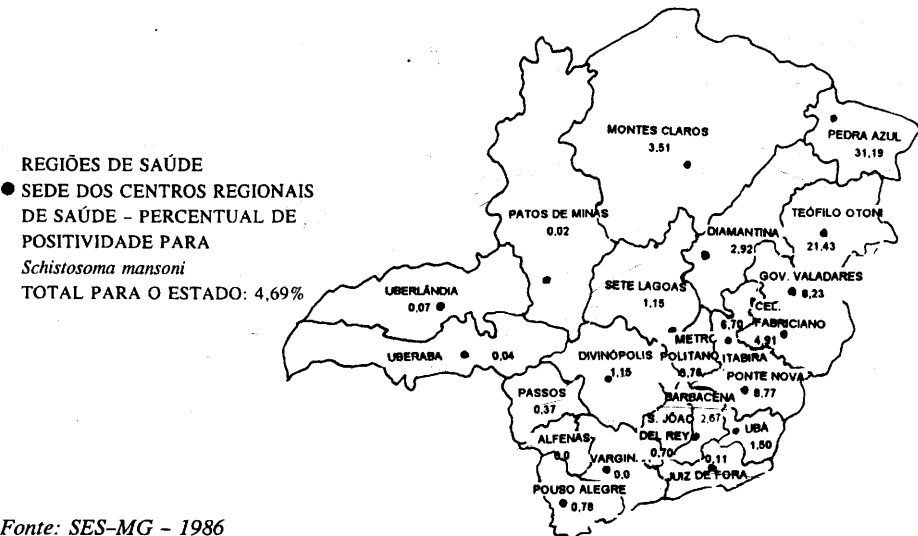 REGIÕES DE SAÚDE
● SEDE DOS CENTROS REGIONAIS
DE SAÚDE – PERCENTUAL DE
POSITIVIDADE PARA
Schistosoma mansoni
TOTAL PARA O ESTADO: 4,69%
MONTES CLAROS
3.51
PEDRA AZUL
31,19
PATOS DE MINAS
0,02
DIAMANTINA
2,92
TEÓFILO OTONI
21,43
UBERLÂNDIA
0,07
SETE LAGOAS
1,15
GOV. VALADARES
CEL.
FABRICIANO
4,91
6,70
ITABIRA
METRO
POLITANO
UBERABA
0,04
DIVINÓPOLIS
1,15
PONTE NOVA
PASSOS
0,37
BARBACENA
2,67
S. JOÃO
DEL REY
0,70
UBÁ
1,50
ALFENAS
0,0
VARGIN.
0,0
0,11
JUIZ DE FORA
POUSO ALEGRE
0,78
Fonte: SES–MG – 1986